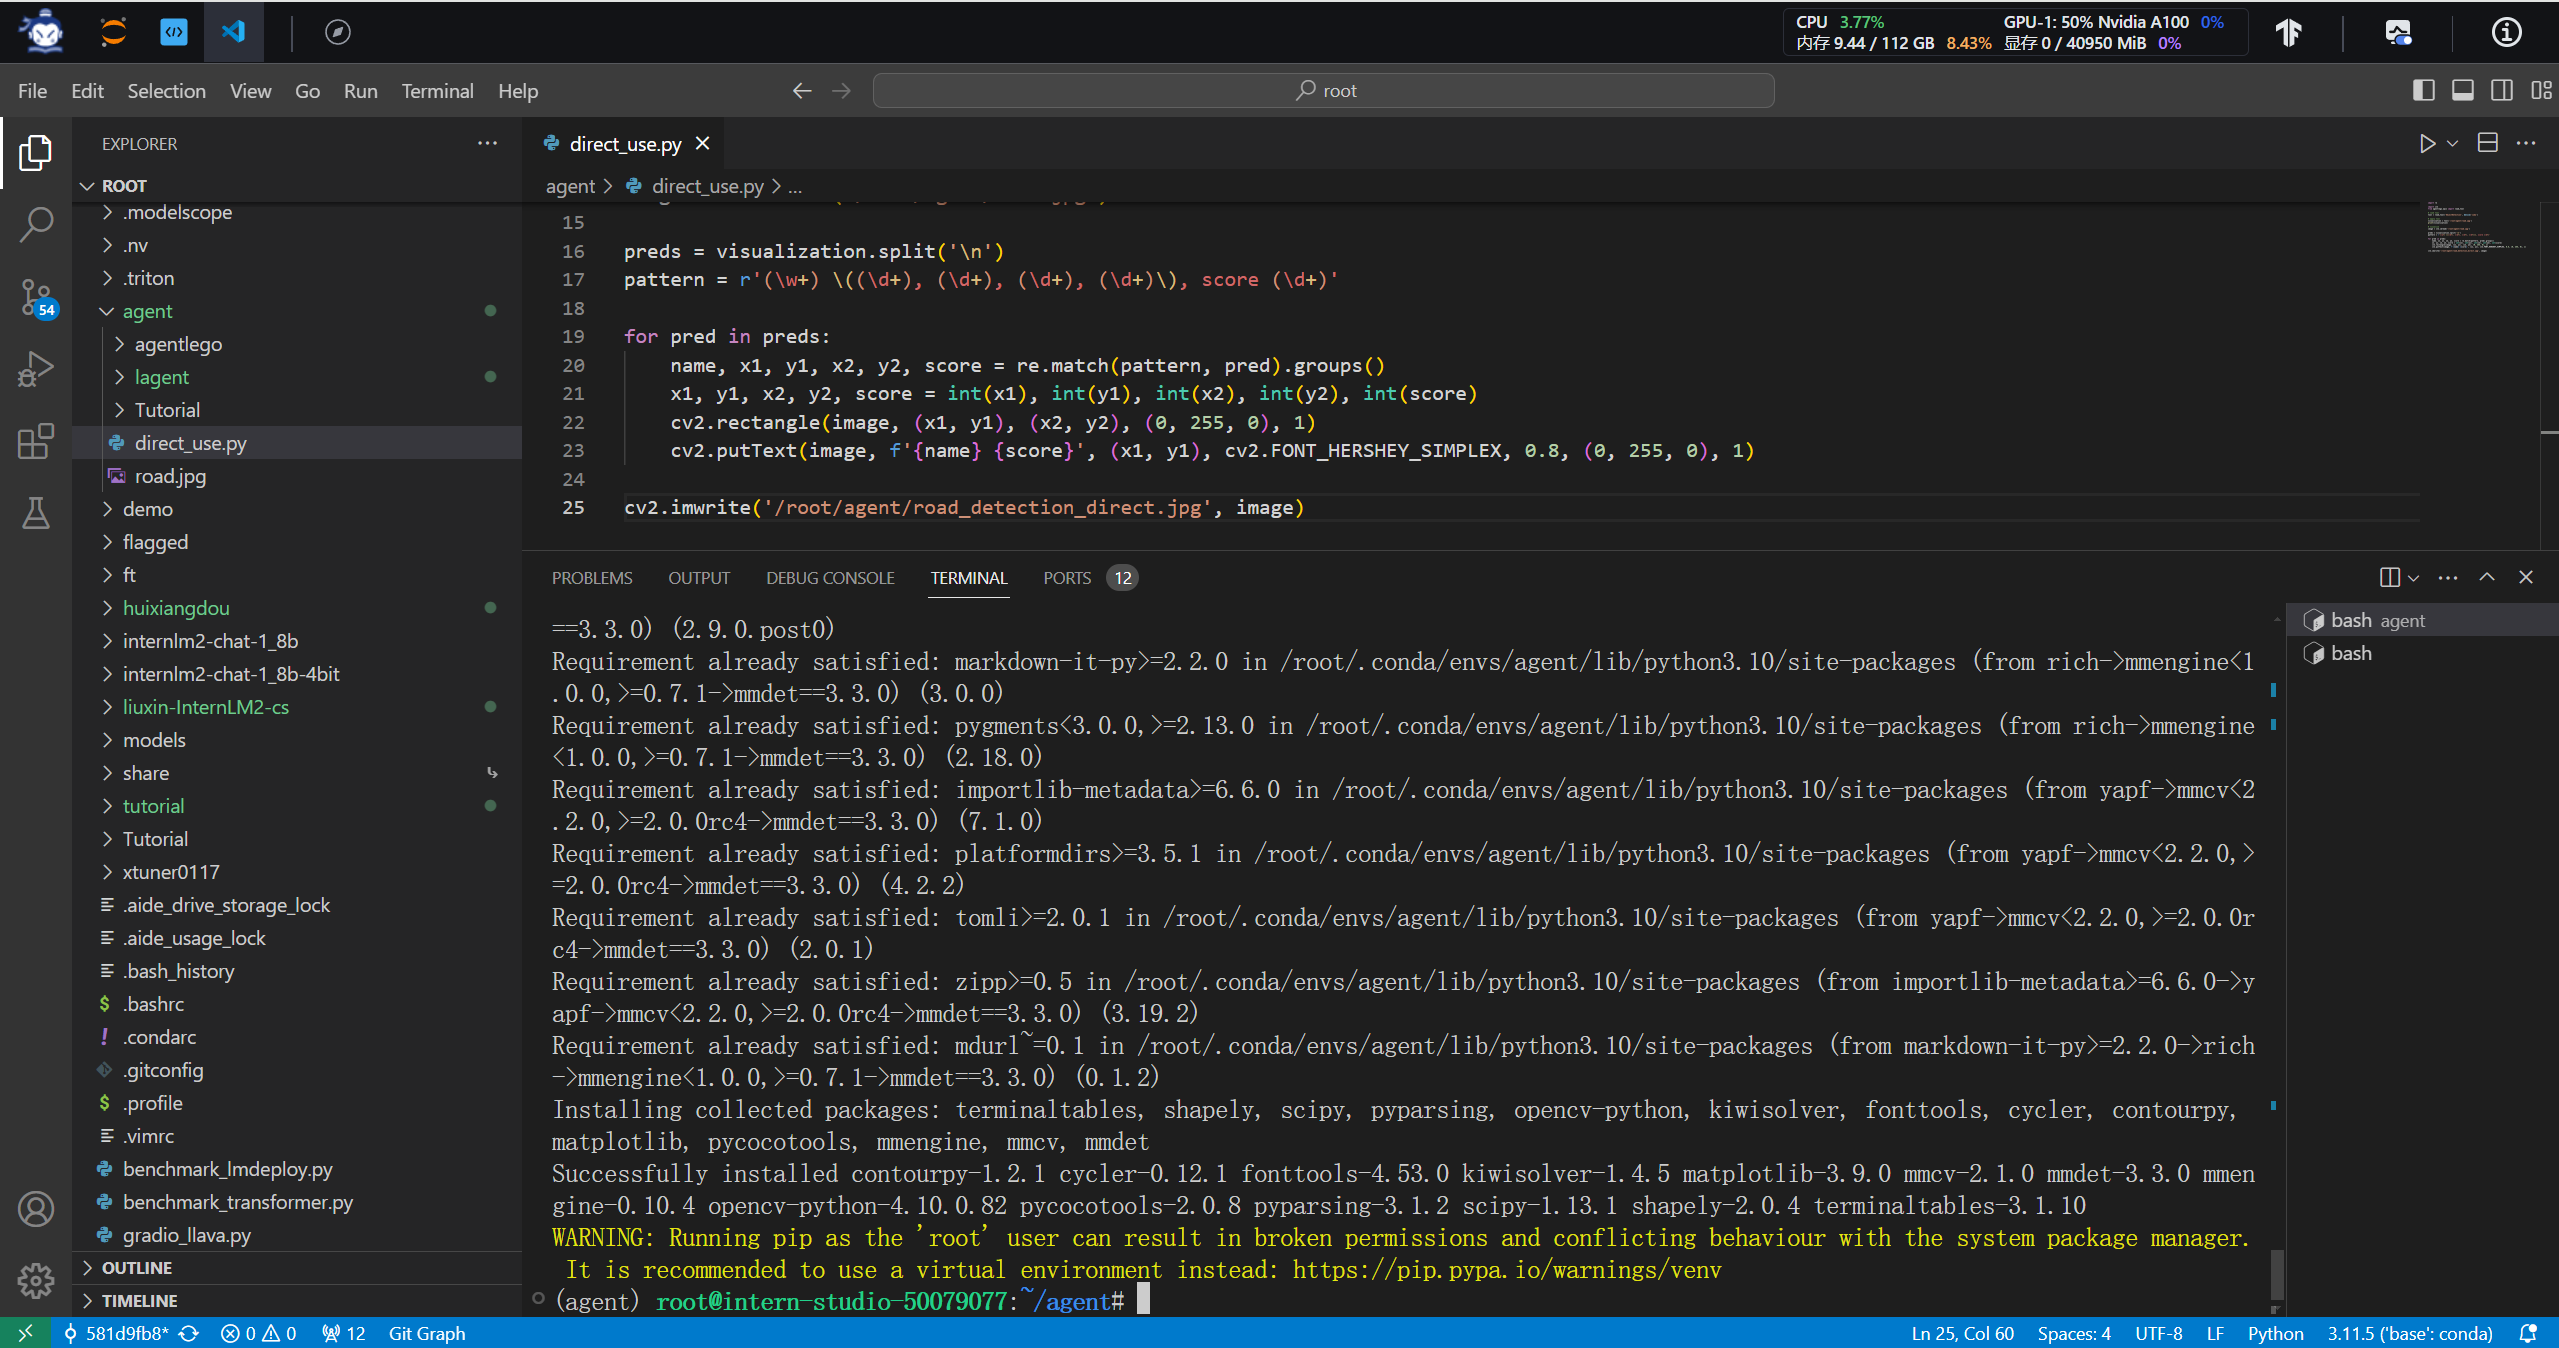 CPU 3.77%
GPU-1: 50% Nvidia A100 0%
内存 9.44 / 112 GB 8.43%
显存 0 / 40950 MiB 0%
File Edit Selection View Go Run Terminal Help
root
EXPLORER
ROOT
.modelscope
.nv
.triton
agent
agentlego
lagent
Tutorial
direct_use.py
road.jpg
demo
flagged
ft
huixiangdou
internlm2-chat-1_8b
internlm2-chat-1_8b-4bit
liuxin-InternLM2-cs
models
share
tutorial
Tutorial
xtuner0117
.aide_drive_storage_lock
.aide_usage_lock
.bash_history
.bashrc
.condarc
.gitconfig
.profile
.vimrc
benchmark_lmdeploy.py
benchmark_transformer.py
gradio_llava.py
OUTLINE
TIMELINE
54
direct_use.py
agent > direct_use.py > ...
15
16 preds = visualization.split('\n')
17 pattern = r'(\w+) \((\d+), (\d+), (\d+), (\d+)\), score (\d+)'
18
19 for pred in preds:
20 name, x1, y1, x2, y2, score = re.match(pattern, pred).groups()
21 x1, y1, x2, y2, score = int(x1), int(y1), int(x2), int(y2), int(score)
22 cv2.rectangle(image, (x1, y1), (x2, y2), (0, 255, 0), 1)
23 cv2.putText(image, f'{name} {score}', (x1, y1), cv2.FONT_HERSHEY_SIMPLEX, 0.8, (0, 255, 0), 1)
24
25 cv2.imwrite('/root/agent/road_detection_direct.jpg', image)
PROBLEMS OUTPUT DEBUG CONSOLE TERMINAL PORTS 12
==3.3.0) (2.9.0.post0)
Requirement already satisfied: markdown-it-py>=2.2.0 in /root/.conda/envs/agent/lib/python3.10/site-packages (from rich->mmengine<1
.0.0,>=0.7.1->mmdet==3.3.0) (3.0.0)
Requirement already satisfied: pygments<3.0.0,>=2.13.0 in /root/.conda/envs/agent/lib/python3.10/site-packages (from rich->mmengine
<1.0.0,>=0.7.1->mmdet==3.3.0) (2.18.0)
Requirement already satisfied: importlib-metadata>=6.6.0 in /root/.conda/envs/agent/lib/python3.10/site-packages (from yapf->mmcv<2
.2.0,>=2.0.0rc4->mmdet==3.3.0) (7.1.0)
Requirement already satisfied: platformdirs>=3.5.1 in /root/.conda/envs/agent/lib/python3.10/site-packages (from yapf->mmcv<2.2.0,>
=2.0.0rc4->mmdet==3.3.0) (4.2.2)
Requirement already satisfied: tomli>=2.0.1 in /root/.conda/envs/agent/lib/python3.10/site-packages (from yapf->mmcv<2.2.0,>=2.0.0r
c4->mmdet==3.3.0) (2.0.1)
Requirement already satisfied: zipp>=0.5 in /root/.conda/envs/agent/lib/python3.10/site-packages (from importlib-metadata>=6.6.0->y
apf->mmcv<2.2.0,>=2.0.0rc4->mmdet==3.3.0) (3.19.2)
Requirement already satisfied: mdurl~=0.1 in /root/.conda/envs/agent/lib/python3.10/site-packages (from markdown-it-py>=2.2.0->rich
->mmengine<1.0.0,>=0.7.1->mmdet==3.3.0) (0.1.2)
Installing collected packages: terminaltables, shapely, scipy, pyparsing, opencv-python, kiwisolver, fonttools, cycler, contourpy,
matplotlib, pycocotools, mmengine, mmcv, mmdet
Successfully installed contourpy-1.2.1 cycler-0.12.1 fonttools-4.53.0 kiwisolver-1.4.5 matplotlib-3.9.0 mmcv-2.1.0 mmdet-3.3.0 mmen
gine-0.10.4 opencv-python-4.10.0.82 pycocotools-2.0.8 pyparsing-3.1.2 scipy-1.13.1 shapely-2.0.4 terminaltables-3.1.10
WARNING: Running pip as the 'root' user can result in broken permissions and conflicting behaviour with the system package manager.
It is recommended to use a virtual environment instead: https://pip.pypa.io/warnings/venv
(agent) root@intern-studio-50079077:~/agent#
bash agent
bash
581d9fb8* 0 0 12 Git Graph
Ln 25, Col 60 Spaces: 4 UTF-8 LF Python 3.11.5 ('base': conda)